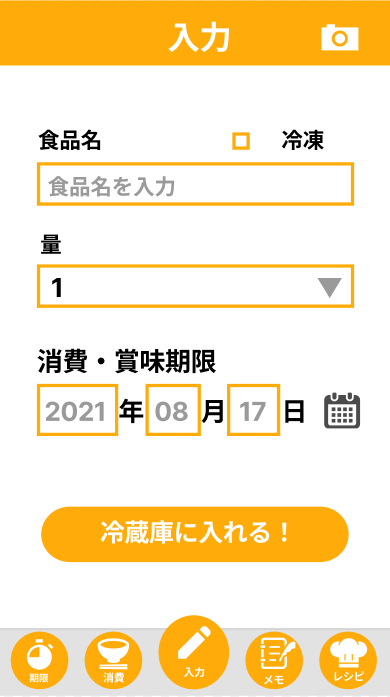 入力
食品名 冷凍
食品名を入力
量
1
消費・賞味期限
2021 年 08 月 17 日
冷蔵庫に入れる！
期限 消費 入力 メモ レシピ